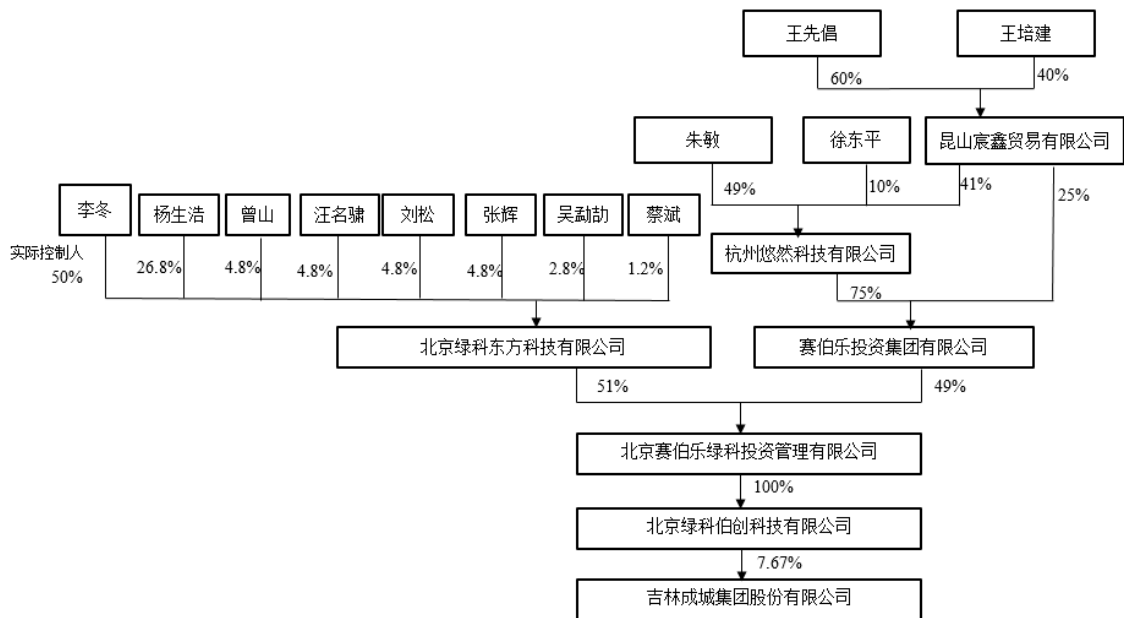 王先倡
王培建
60%
40%
朱敏
徐东平
昆山宸鑫贸易有限公司
49%
10%
41%
25%
李冬
杨生浩
曾山
汪名骕
刘松
张辉
吴勐劼
蔡斌
实际控制人
50%
26.8%
4.8%
4.8%
4.8%
4.8%
2.8%
1.2%
杭州悠然科技有限公司
75%
北京绿科东方科技有限公司
赛伯乐投资集团有限公司
51%
49%
北京赛伯乐绿科投资管理有限公司
100%
北京绿科伯创科技有限公司
7.67%
吉林成城集团股份有限公司